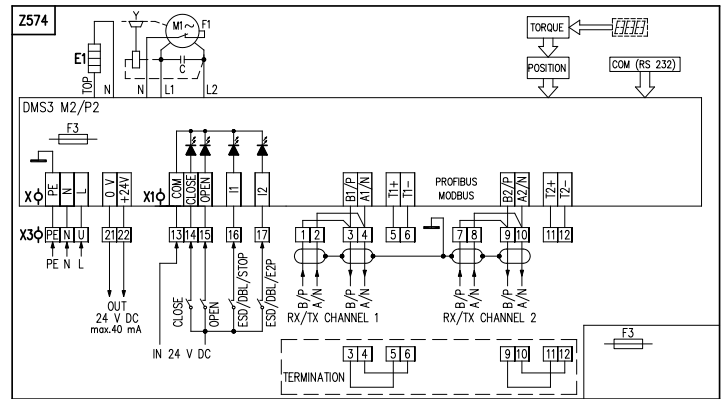 Z574
Y
M1~
F1
E1
C
TOP
N
N
L1
L2
TORQUE
POSITION
COM (RS 232)
DMS3 M2/P2
F3
X
PE
N
L
0 V
+24V
X1
COM
CLOSE
OPEN
I1
I2
B1/P
A1/N
T1+
T1-
PROFIBUS
MODBUS
B2/P
A2/N
T2+
T2-
X3
PE
N
U
21
22
13
14
15
16
17
1
2
3
4
5
6
7
8
9
10
11
12
PE
N
L
OUT
24 V DC
max.40 mA
CLOSE
OPEN
ESD/DBL/STOP
ESD/DBL/E2P
IN 24 V DC
B/P
A/N
B/P
A/N
RX/TX CHANNEL 1
B/P
A/N
B/P
A/N
RX/TX CHANNEL 2
TERMINATION
3
4
5
6
9
10
11
12
F3